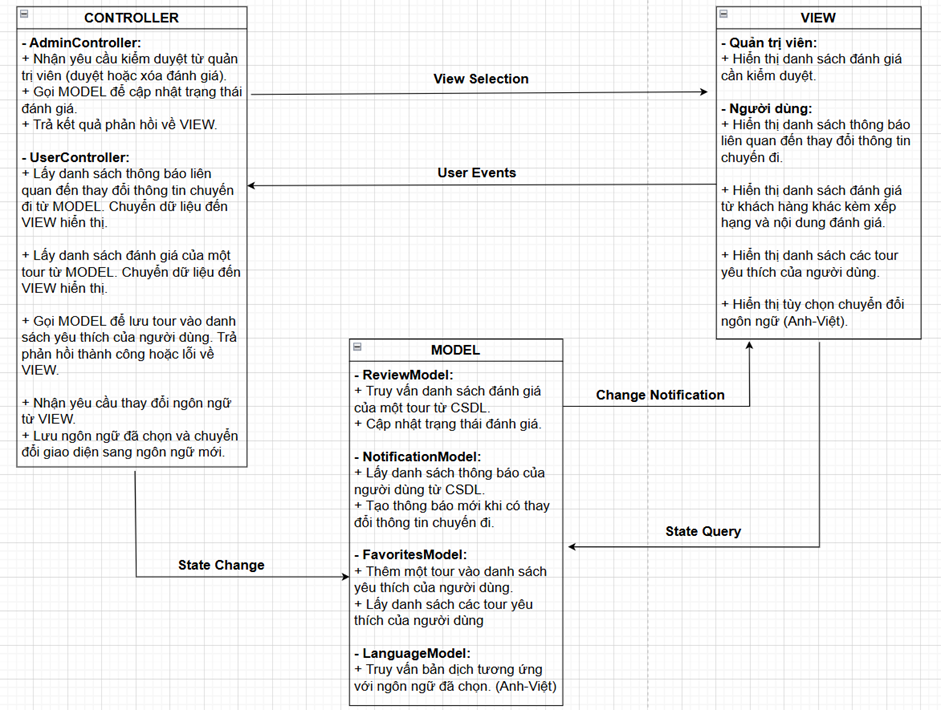 CONTROLLER
- AdminController:
+ Nhận yêu cầu kiểm duyệt từ quản
trị viên (duyệt hoặc xóa đánh giá).
+ Gọi MODEL để cập nhật trạng thái
đánh giá.
+ Trả kết quả phản hồi về VIEW.
- UserController:
+ Lấy danh sách thông báo liên
quan đến thay đổi thông tin chuyến
đi từ MODEL. Chuyển dữ liệu đến
VIEW hiển thị.
+ Lấy danh sách đánh giá của một
tour từ MODEL. Chuyển dữ liệu đến
VIEW hiển thị.
+ Gọi MODEL để lưu tour vào danh
sách yêu thích của người dùng. Trả
phản hồi thành công hoặc lỗi về
VIEW.
+ Nhận yêu cầu thay đổi ngôn ngữ
từ VIEW.
+ Lưu ngôn ngữ đã chọn và chuyển
đổi giao diện sang ngôn ngữ mới.
View Selection
User Events
VIEW
- Quản trị viên:
+ Hiển thị danh sách đánh giá
cần kiểm duyệt.
- Người dùng:
+ Hiển thị danh sách thông báo
liên quan đến thay đổi thông tin
chuyến đi.
+ Hiển thị danh sách đánh giá
từ khách hàng khác kèm xếp
hạng và nội dung đánh giá.
+ Hiển thị danh sách các tour
yêu thích của người dùng.
+ Hiển thị tùy chọn chuyển đổi
ngôn ngữ (Anh-Việt).
MODEL
- ReviewModel:
+ Truy vấn danh sách đánh giá
của một tour từ CSDL.
+ Cập nhật trạng thái đánh giá.
- NotificationModel:
+ Lấy danh sách thông báo của
người dùng từ CSDL.
+ Tạo thông báo mới khi có thay
đổi thông tin chuyến đi.
- FavoritesModel:
+ Thêm một tour vào danh sách
yêu thích của người dùng.
+ Lấy danh sách các tour yêu
thích của người dùng
- LanguageModel:
+ Truy vấn bản dịch tương ứng
với ngôn ngữ đã chọn. (Anh-Việt)
Change Notification
State Query
State Change